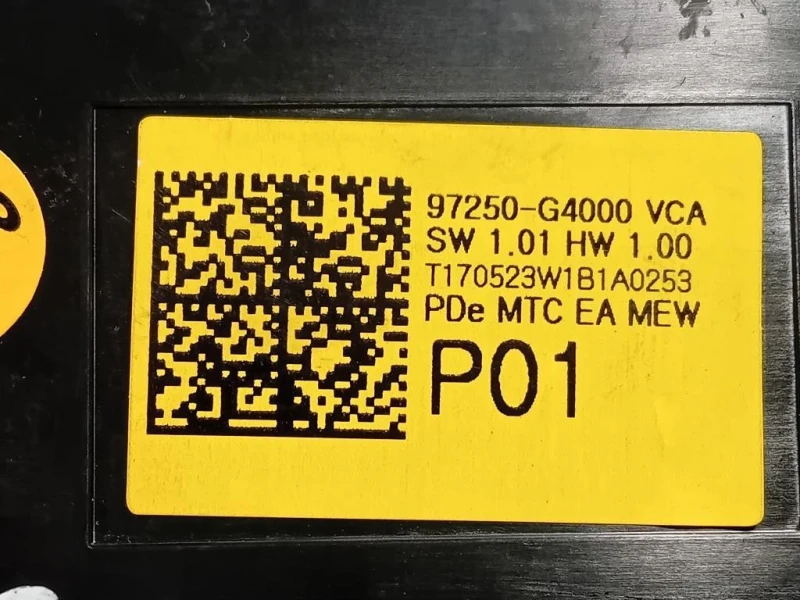 97250-G4000 VCA
SW 1.01 HW 1.00
T170523W1B1A0253
PDe MTC EA MEW
P01